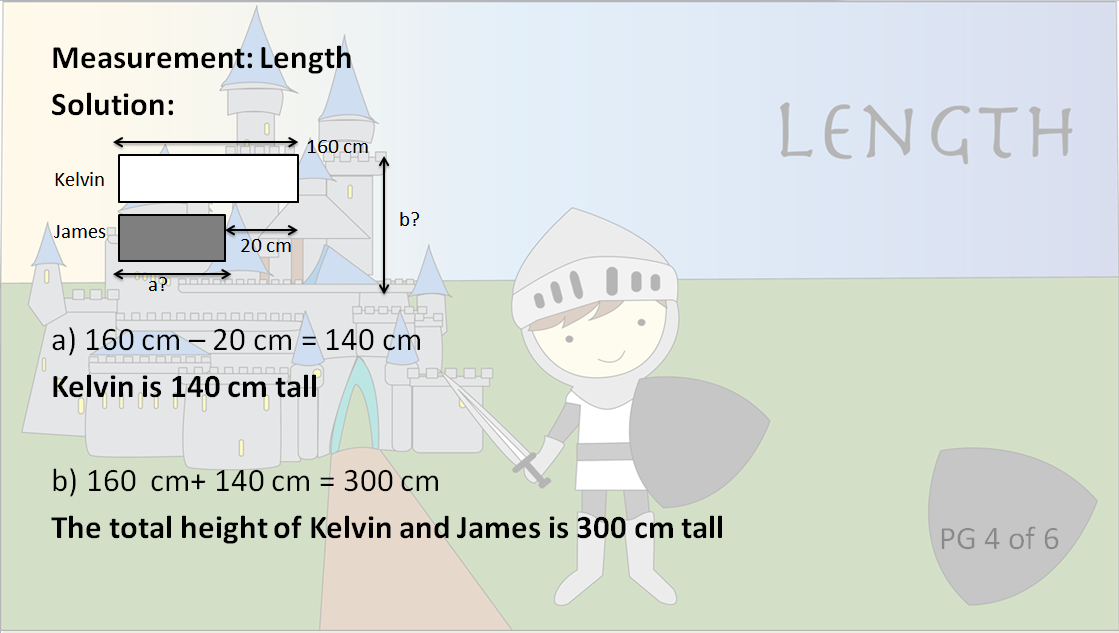 Measurement: Length
Solution:
LENGTH
160 cm
Kelvin
b?
James
20 cm
a?
a) 160 cm – 20 cm = 140 cm
Kelvin is 140 cm tall
b) 160  cm+ 140 cm = 300 cm
The total height of Kelvin and James is 300 cm tall
PG 4 of 6